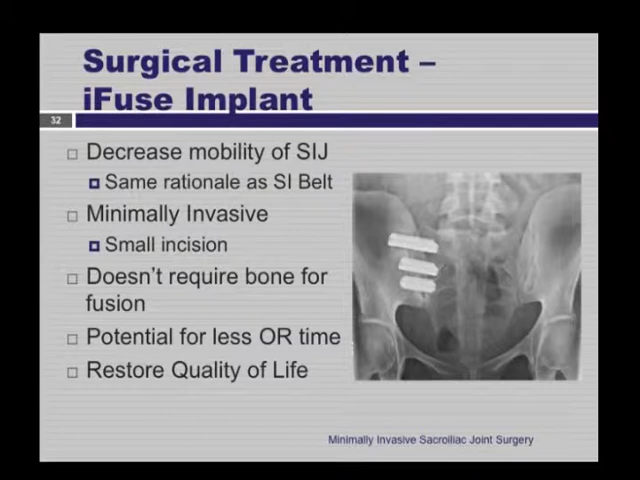 Surgical Treatment –
iFuse Implant
32
Decrease mobility of SIJ
Same rationale as SI Belt
Minimally Invasive
Small incision
Doesn't require bone for
fusion
Potential for less OR time
Restore Quality of Life
Minimally Invasive Sacroiliac Joint Surgery